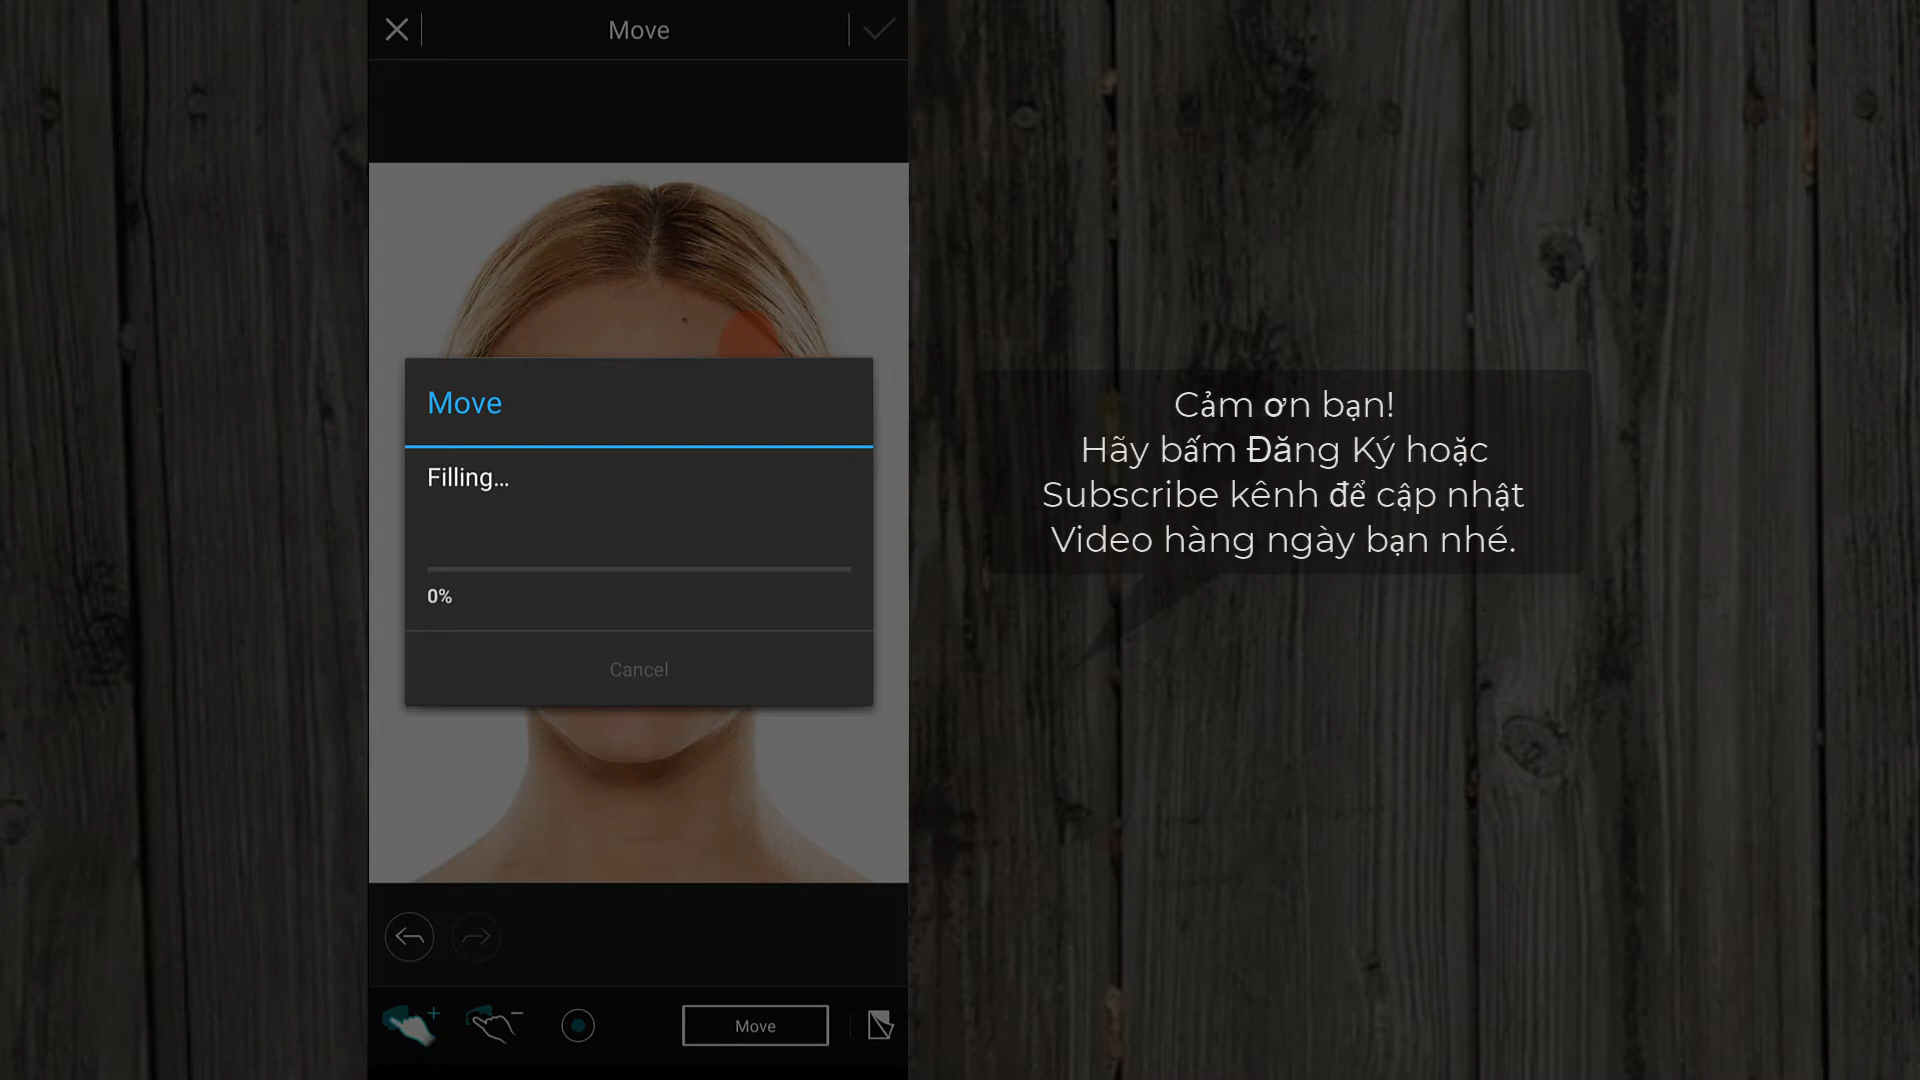 Move
Move
Filling...
0%
Cancel
Move
Cảm ơn bạn!
Hãy bấm Đăng Ký hoặc
Subscribe kênh để cập nhật
Video hàng ngày bạn nhé.